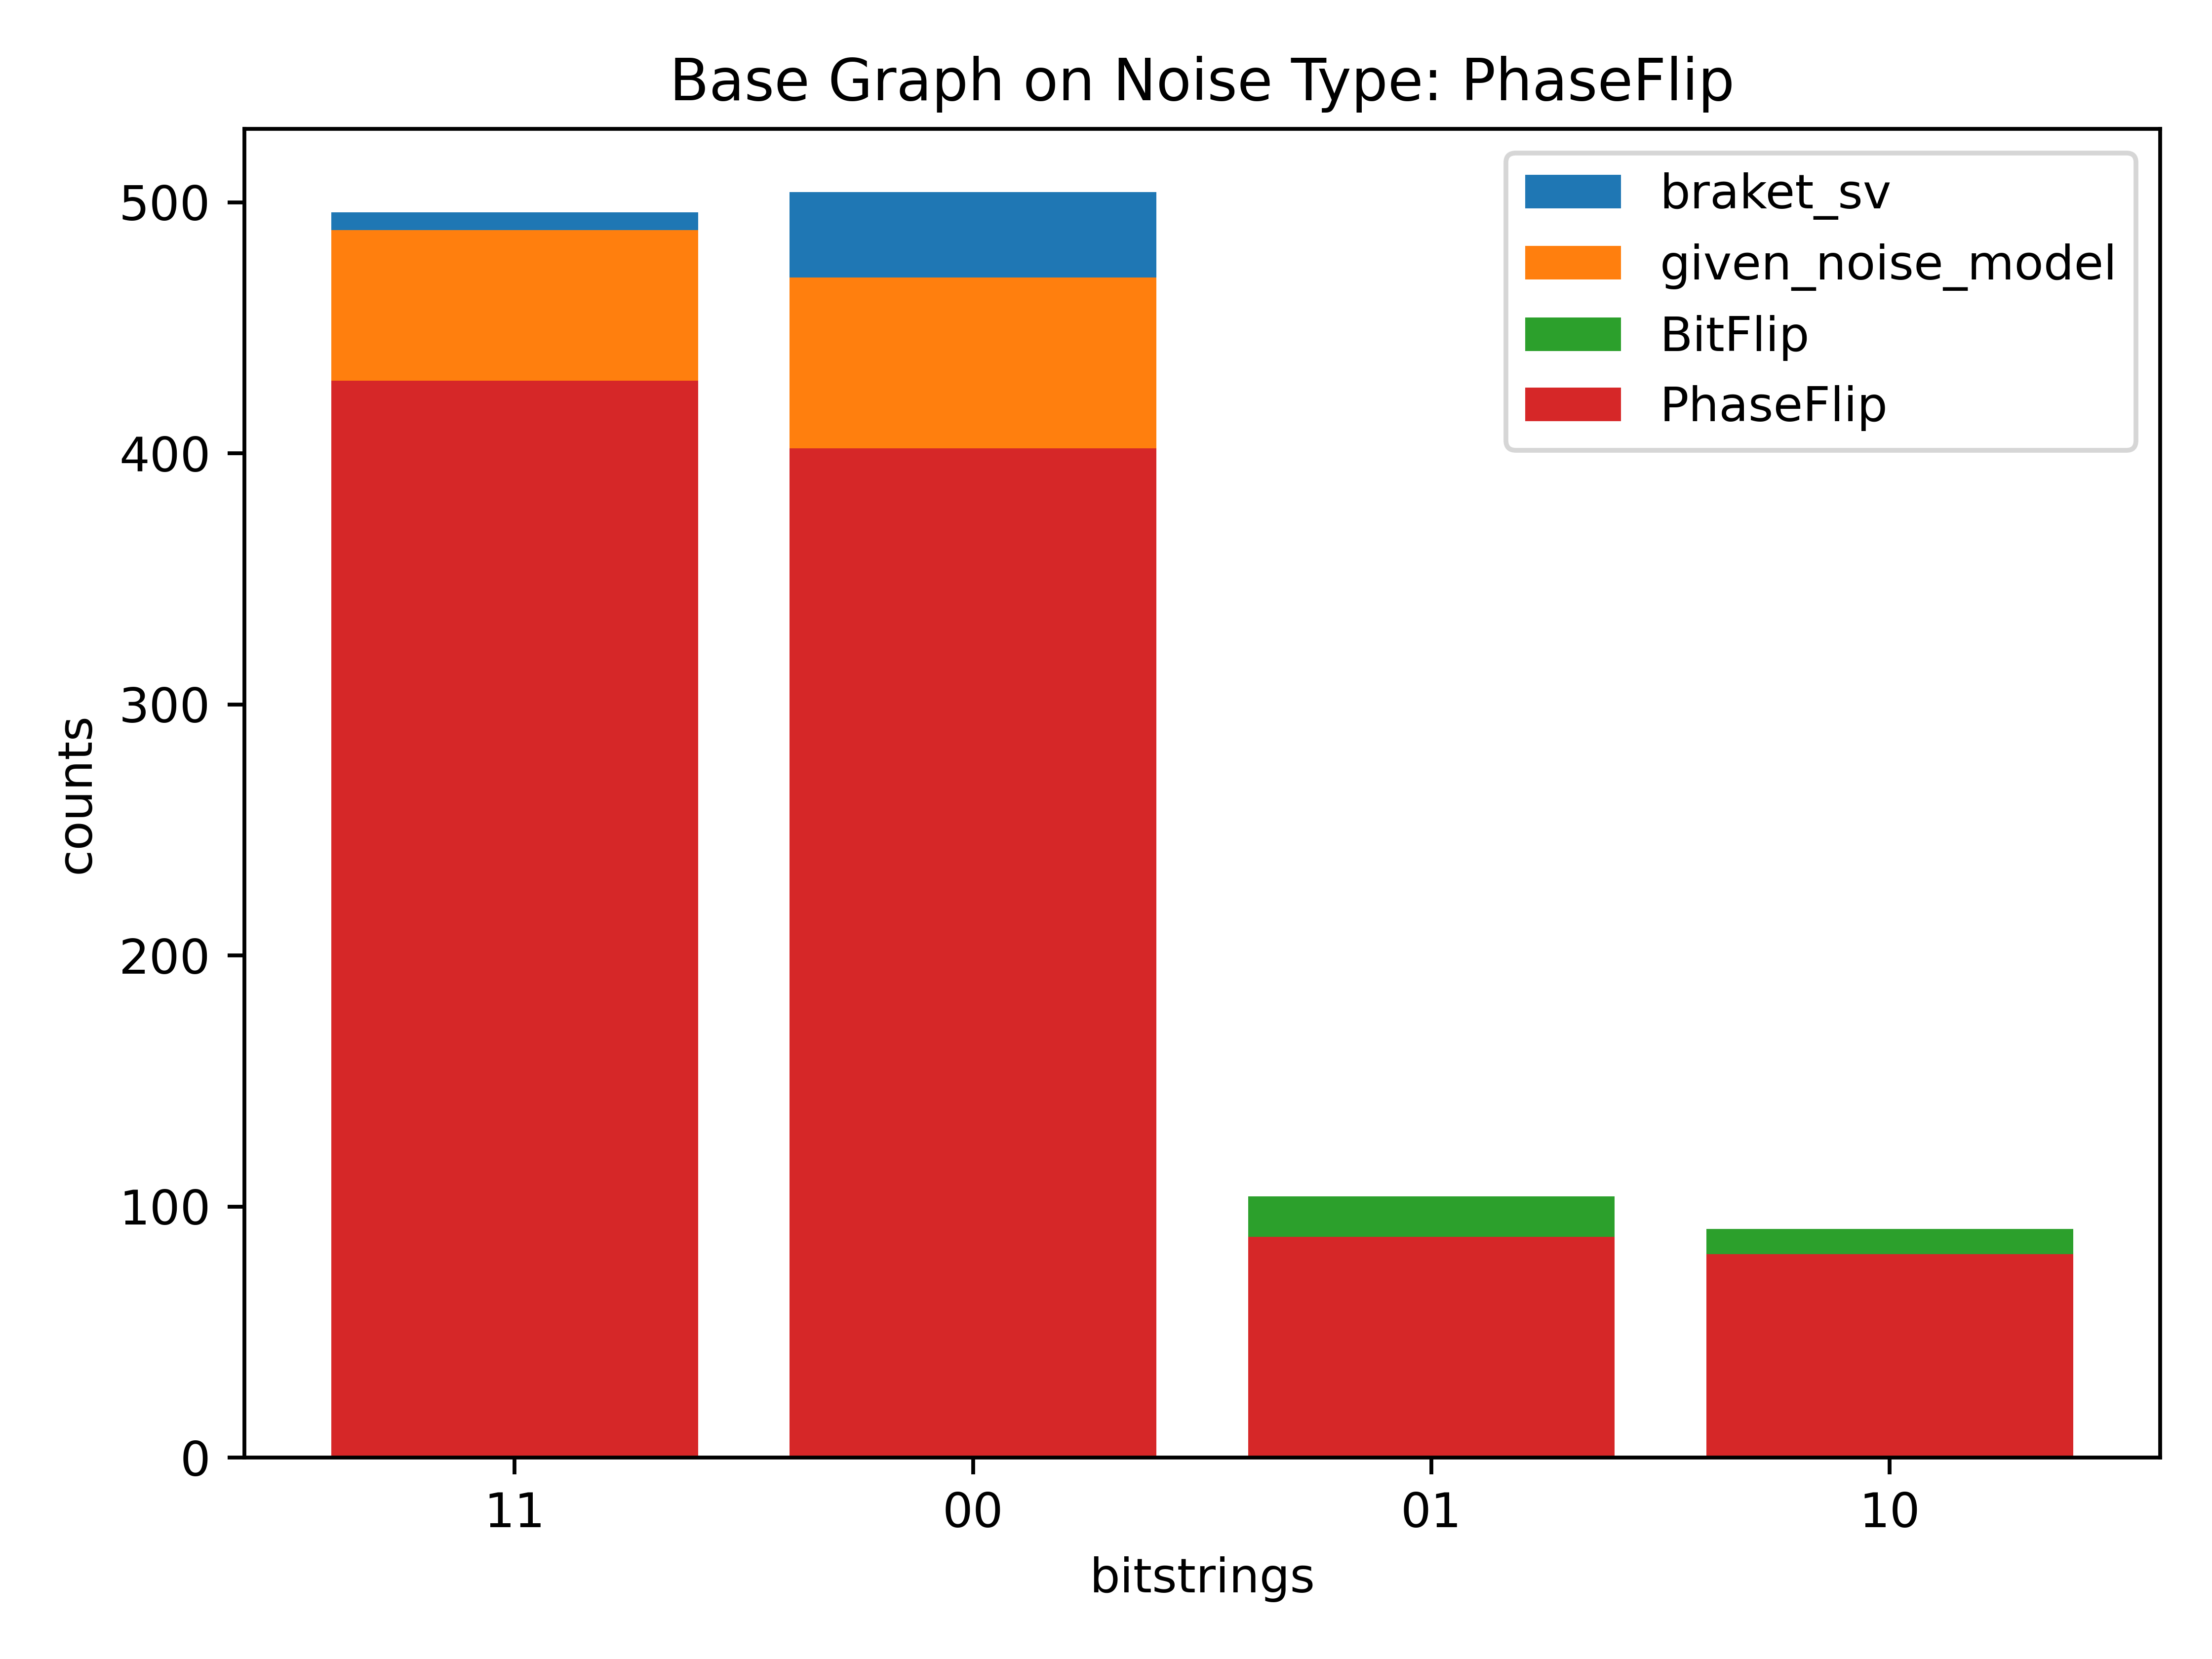 Base Graph on Noise Type: PhaseFlip
braket_sv
given_noise_model
BitFlip
PhaseFlip
500
400
300
200
100
0
counts
11 00 01 10
bitstrings